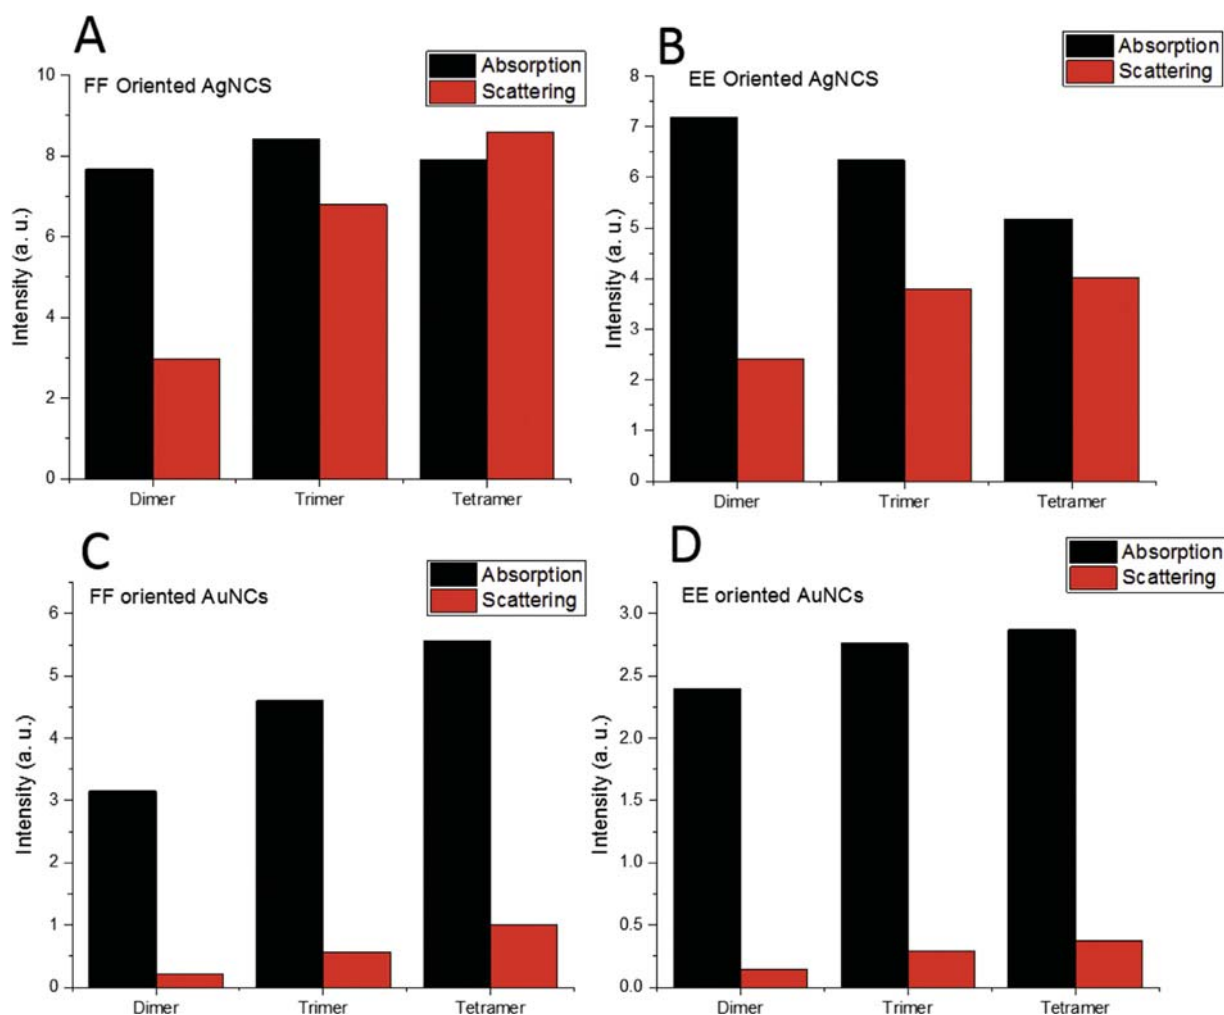 A
FF Oriented AgNCS
Absorption
Scattering
Intensity (a. u.)
10
8
6
4
2
0
Dimer Trimer Tetramer
B
EE Oriented AgNCS
Absorption
Scattering
Intensity (a. u.)
8
7
6
5
4
3
2
1
0
Dimer Trimer Tetramer
C
FF oriented AuNCs
Absorption
Scattering
Intensity (a. u.)
6
5
4
3
2
1
0
Dimer Trimer Tetramer
D
EE oriented AuNCs
Absorption
Scattering
Intensity (a. u.)
3.0
2.5
2.0
1.5
1.0
0.5
0.0
Dimer Trimer Tetramer